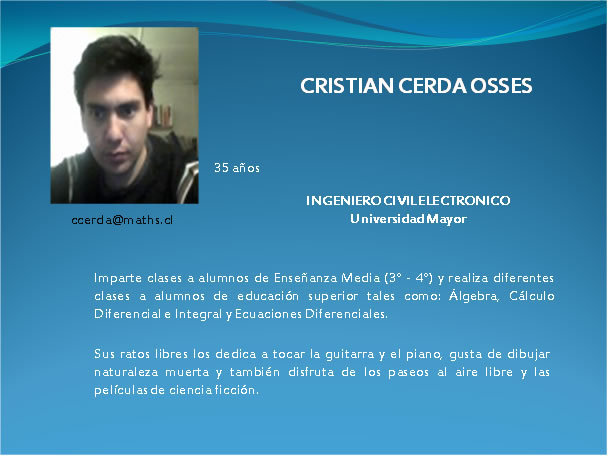 CRISTIAN CERDA OSSES
35 años
INGENIERO CIVIL ELECTRONICO
Universidad Mayor
ccerda@maths.cl
Imparte clases a alumnos de Enseñanza Media (3° - 4°) y realiza diferentes
clases a alumnos de educación superior tales como: Álgebra, Cálculo
Diferencial e Integral y Ecuaciones Diferenciales.
Sus ratos libres los dedica a tocar la guitarra y el piano, gusta de dibujar
naturaleza muerta y también disfruta de los paseos al aire libre y las
películas de ciencia ficción.